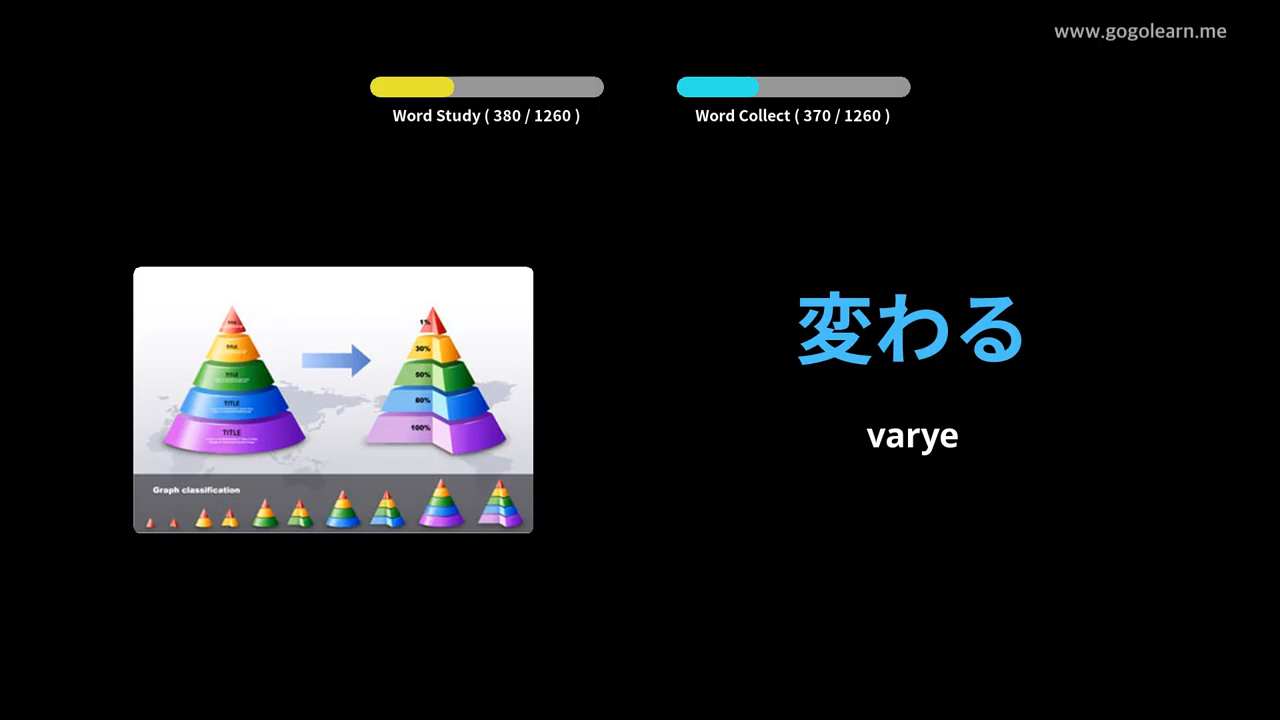 www.gogolearn.me
Word Study ( 380 / 1260 )
Word Collect ( 370 / 1260 )
変わる
varye
TITLE
TITLE
TITLE
TITLE
1%
30%
50%
80%
100%
Graph classification